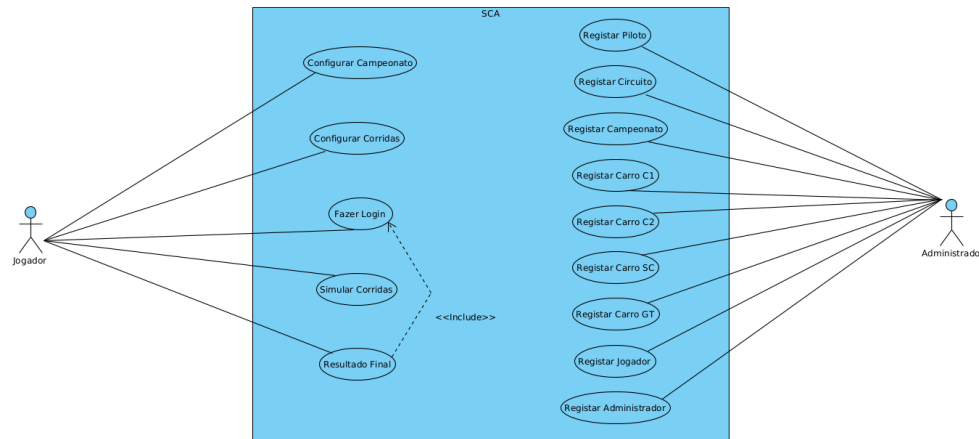 SCA
Configurar Campeonato
Configurar Corridas
Fazer Login
Simular Corridas
<<Include>>
Resultado Final
Jogador
Registar Piloto
Registar Circuito
Registar Campeonato
Registar Carro C1
Registar Carro C2
Registar Carro SC
Registar Carro GT
Registar Jogador
Registar Administrador
Administrado